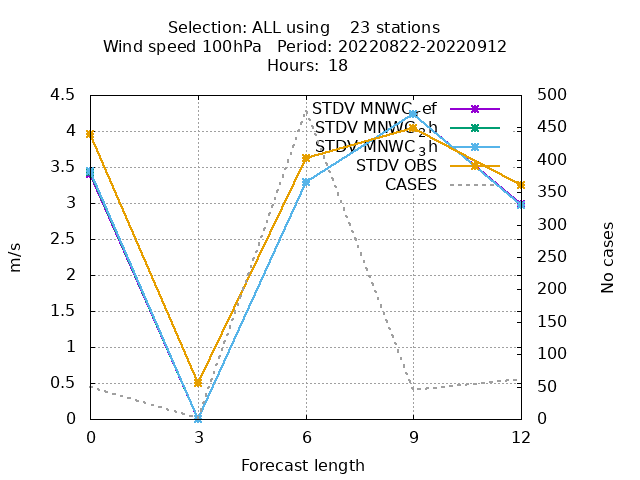 Selection: ALL using 23 stations
Wind speed 100hPa Period: 20220822-20220912
Hours: 18
4.5
4
3.5
3
2.5
2
1.5
1
0.5
0
500
450
400
350
300
250
200
150
100
50
0
STDV MNWC_ref
STDV MNWC_2h
STDV MNWC_3h
STDV OBS
CASES
m/s
No cases
0 3 6 9 12
Forecast length